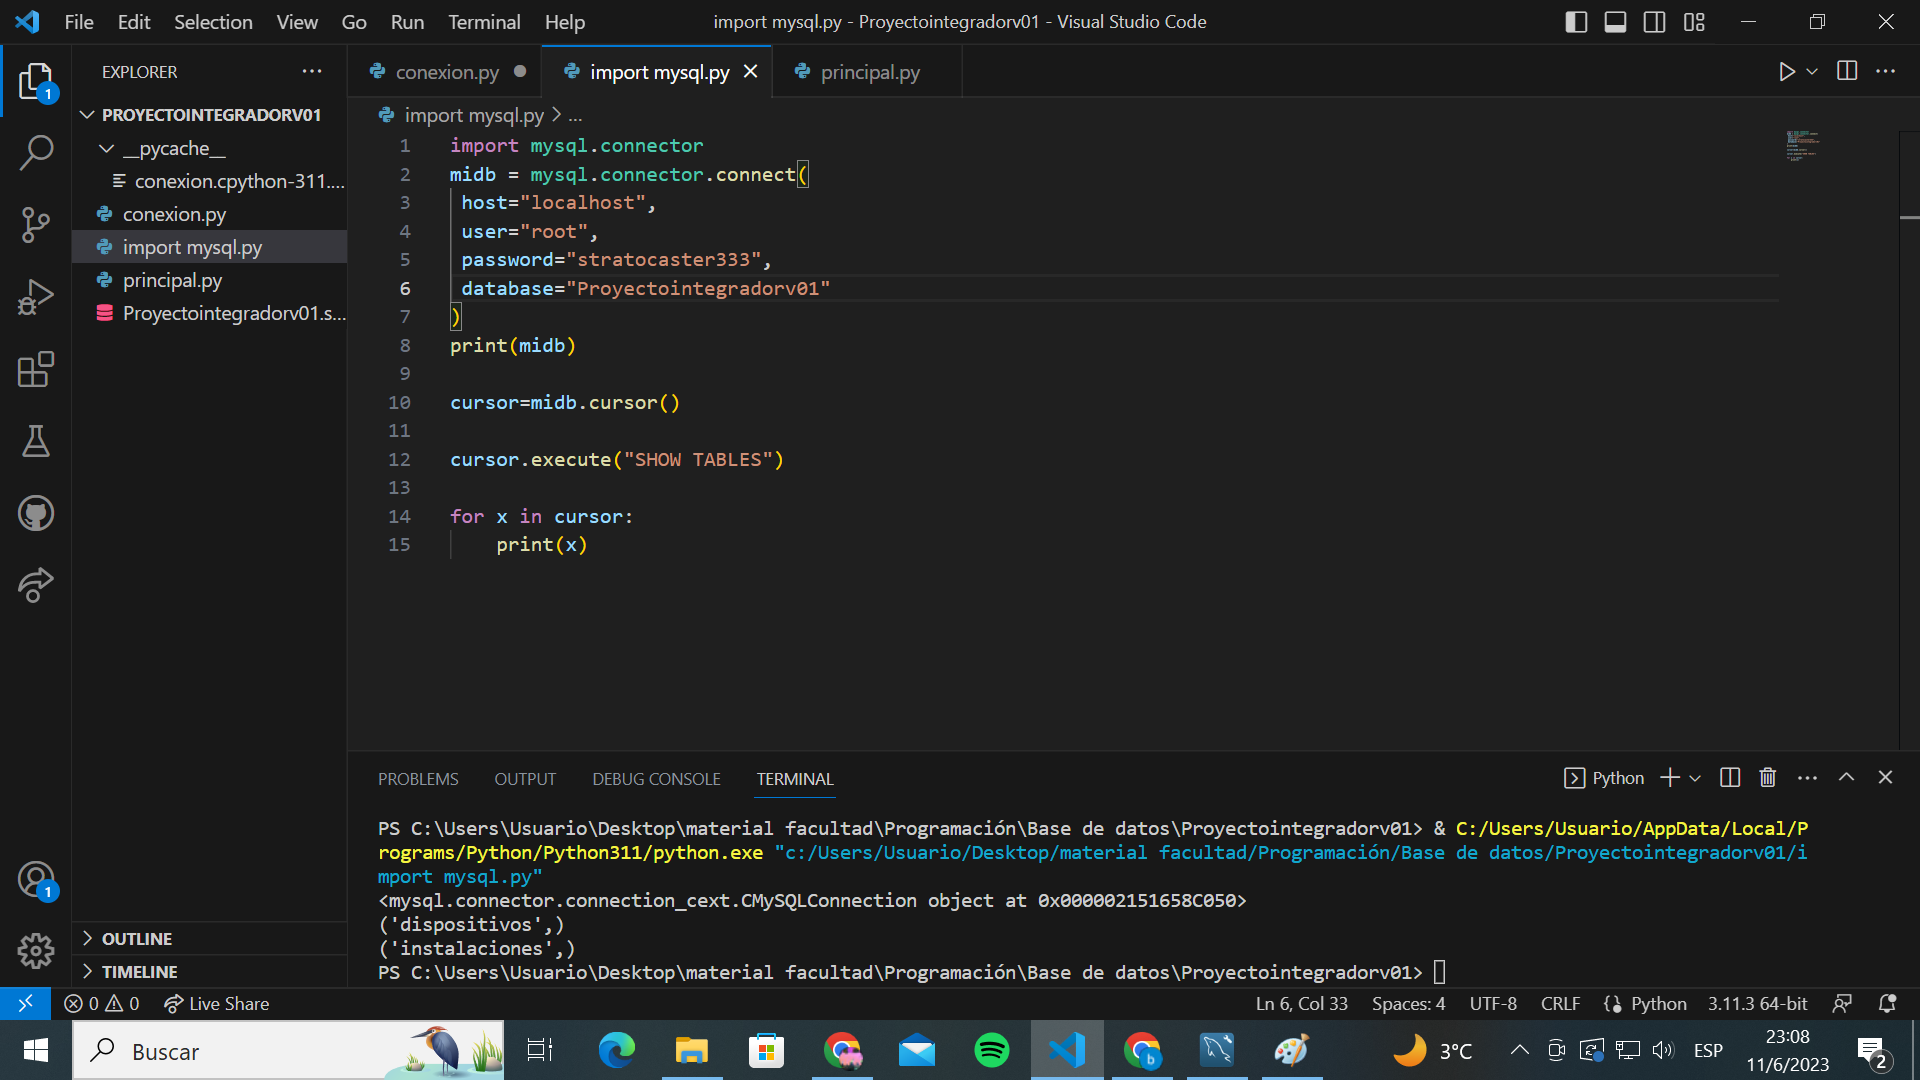 File Edit Selection View Go Run Terminal Help
import mysql.py - Proyectointegradorv01 - Visual Studio Code
EXPLORER
PROYECTOINTEGRADORV01
__pycache__
conexion.cpython-311....
conexion.py
import mysql.py
principal.py
Proyectointegradorv01.s...
OUTLINE
TIMELINE
1
1
conexion.py
import mysql.py
principal.py
import mysql.py > ...
1 import mysql.connector
2 midb = mysql.connector.connect(
3 host="localhost",
4 user="root",
5 password="stratocaster333",
6 database="Proyectointegradorv01"
7 )
8 print(midb)
9
10 cursor=midb.cursor()
11
12 cursor.execute("SHOW TABLES")
13
14 for x in cursor:
15 print(x)
PROBLEMS OUTPUT DEBUG CONSOLE TERMINAL
Python
PS C:\Users\Usuario\Desktop\material facultad\Programación\Base de datos\Proyectointegradorv01> & C:/Users/Usuario/AppData/Local/P
rograms/Python/Python311/python.exe "c:/Users/Usuario/Desktop/material facultad/Programación/Base de datos/Proyectointegradorv01/i
mport mysql.py"
<mysql.connector.connection_cext.CMySQLConnection object at 0x000002151658C050>
('dispositivos',)
('instalaciones',)
PS C:\Users\Usuario\Desktop\material facultad\Programación\Base de datos\Proyectointegradorv01>
0 0 Live Share
Ln 6, Col 33 Spaces: 4 UTF-8 CRLF Python 3.11.3 64-bit
Buscar
b
3°C
ESP
23:08
11/6/2023
2